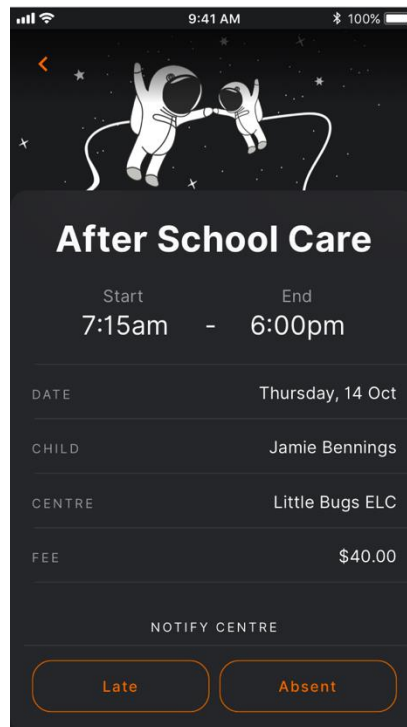 9:41 AM 100%
After School Care
Start End
7:15am - 6:00pm
DATE Thursday, 14 Oct
CHILD Jamie Bennings
CENTRE Little Bugs ELC
FEE $40.00
NOTIFY CENTRE
Late Absent